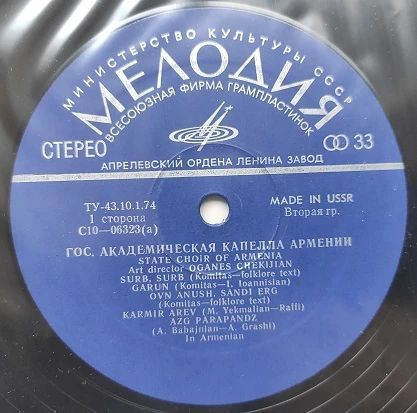 МИНИСТЕРСТВО КУЛЬТУРЫ СССР
МЕЛОДИЯ
ВСЕСОЮЗНАЯ ФИРМА ГРАМПЛАСТИНОК
СТЕРЕО
33
АПРЕЛЕВСКИЙ ОРДЕНА ЛЕНИНА ЗАВОД
ТУ-43.10.1.74
MADE IN USSR
1 сторона
Вторая гр.
С10—06323(а)
ГОС. АКАДЕМИЧЕСКАЯ КАПЕЛЛА АРМЕНИИ
STATE CHOIR OF ARMENIA
Art director OGANES CHEKIJIAN
SURB, SURB (Komitas—folklore text)
GARUN (Komitas—I. Ioannisian)
OVN ANUSH, SANDI ERG
(Komitas—folklore text)
KARMIR AREV (M. Yekmalian—Raffi)
AZG PARAPANDZ
(A. Babajnian—A. Grashi)
In Armenian